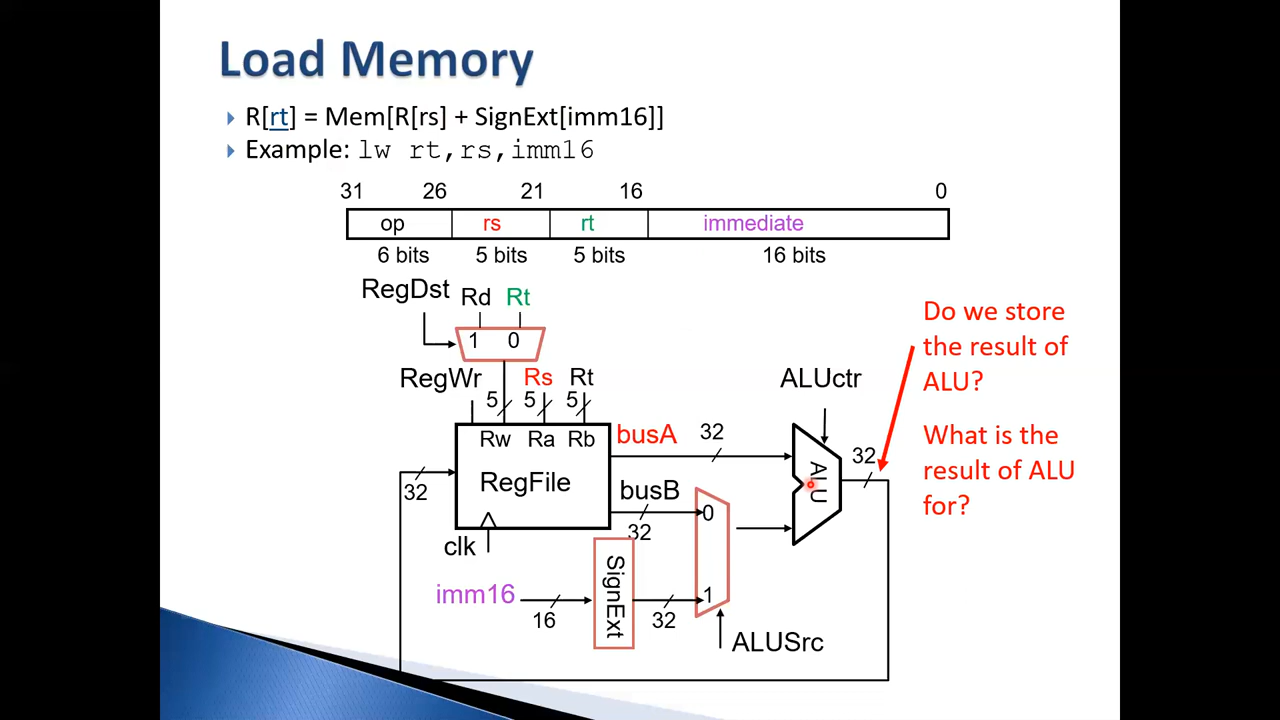 Load Memory
R[rt] = Mem[R[rs] + SignExt[imm16]]
Example: lw rt,rs,imm16
31 26 21 16 0
op rs rt immediate
6 bits 5 bits 5 bits 16 bits
RegDst Rd Rt
1 0
Do we store
the result of
ALU?
RegWr Rs Rt ALUctr
5 5 5
Rw Ra Rb busA 32
What is the
result of ALU
for?
32
ALU
RegFile busB
32
0
32
clk
imm16
16
SignExt
32
1
ALUSrc